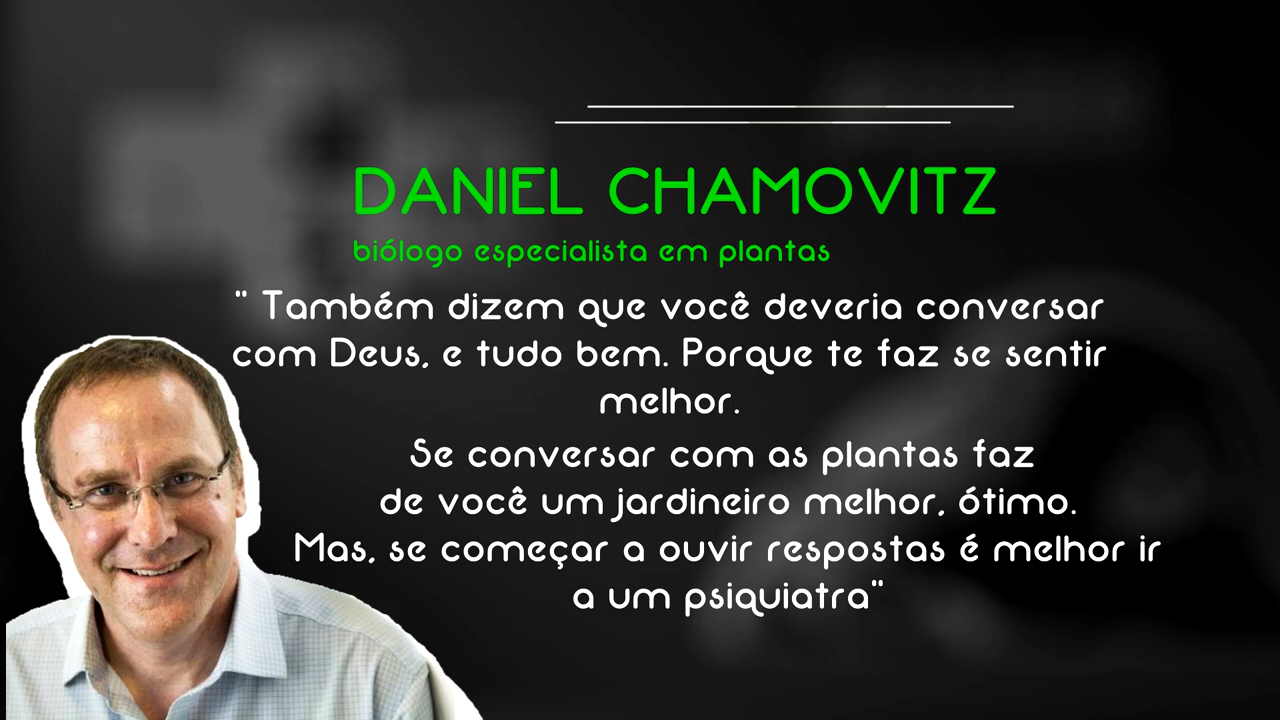 DANIEL CHAMOVITZ
biólogo especialista em plantas
" Também dizem que você deveria conversar
com Deus, e tudo bem. Porque te faz se sentir
melhor.
Se conversar com as plantas faz
de você um jardineiro melhor, ótimo.
Mas, se começar a ouvir respostas é melhor ir
a um psiquiatra"